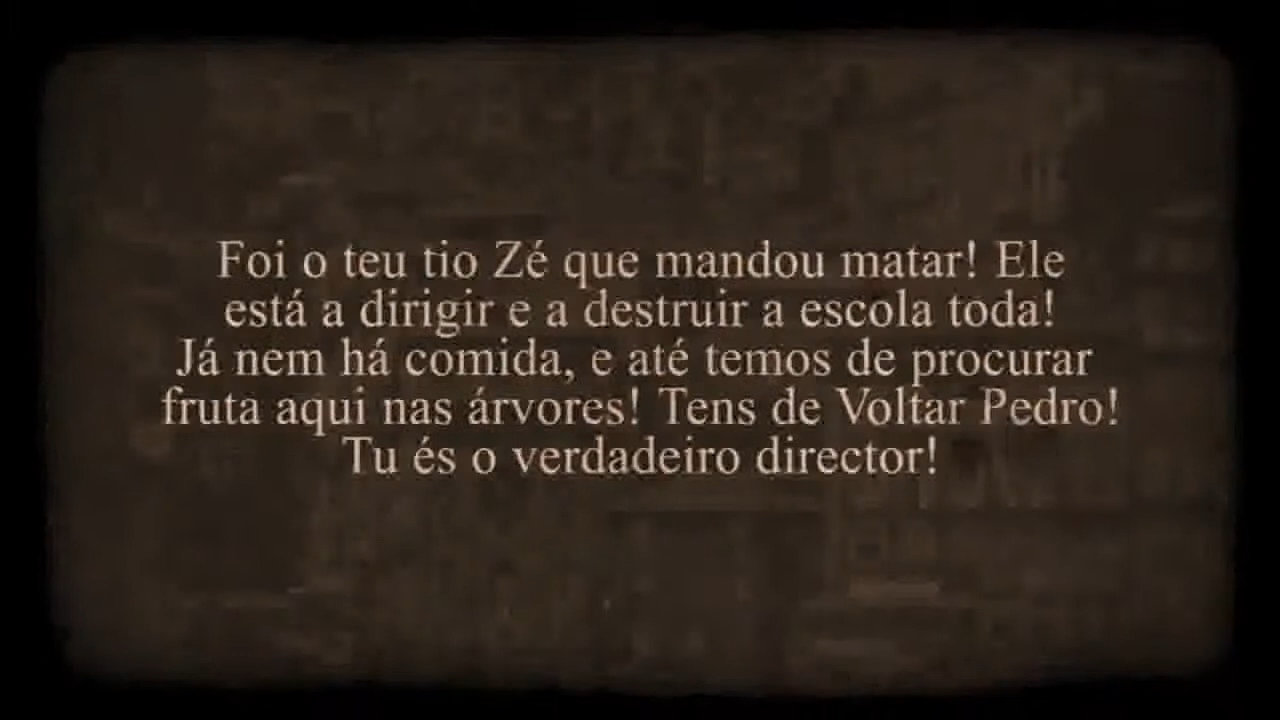 Foi o teu tio Zé que mandou matar! Ele
está a dirigir e a destruir a escola toda!
Já nem há comida, e até temos de procurar
fruta aqui nas árvores! Tens de Voltar Pedro!
Tu és o verdadeiro director!